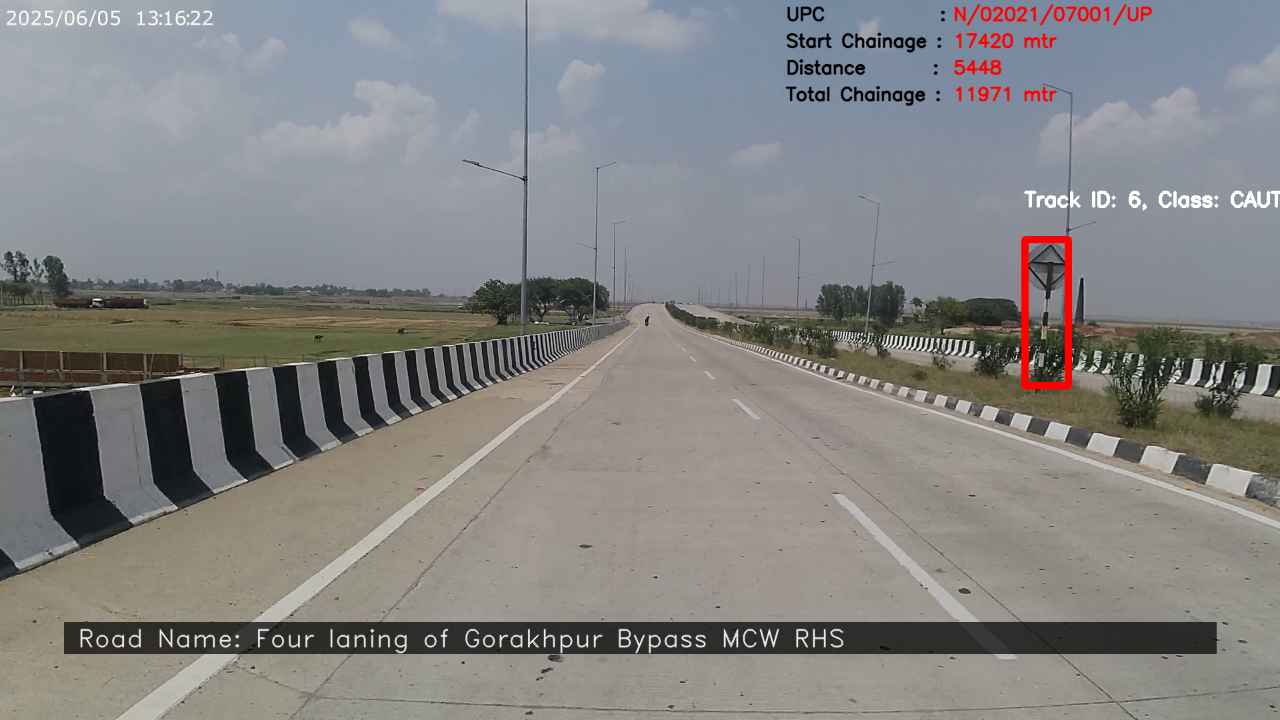 2025/06/05 13:16:22
UPC : N/02021/07001/UP
Start Chainage : 17420 mtr
Distance : 5448
Total Chainage : 11971 mtr
Track ID: 6, Class: CAUT
Road Name: Four laning of Gorakhpur Bypass MCW RHS